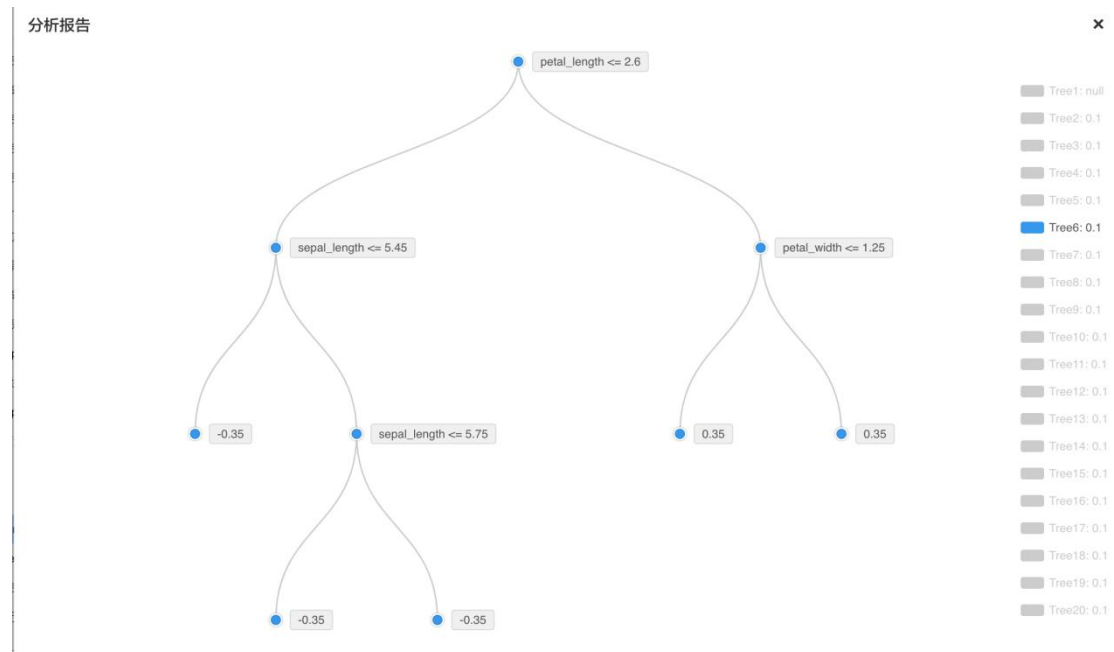 分析报告
×
petal_length <= 2.6
sepal_length <= 5.45
petal_width <= 1.25
-0.35
sepal_length <= 5.75
0.35
0.35
-0.35
-0.35
Tree1: null
Tree2: 0.1
Tree3: 0.1
Tree4: 0.1
Tree5: 0.1
Tree6: 0.1
Tree7: 0.1
Tree8: 0.1
Tree9: 0.1
Tree10: 0.1
Tree11: 0.1
Tree12: 0.1
Tree13: 0.1
Tree14: 0.1
Tree15: 0.1
Tree16: 0.1
Tree17: 0.1
Tree18: 0.1
Tree19: 0.1
Tree20: 0.1